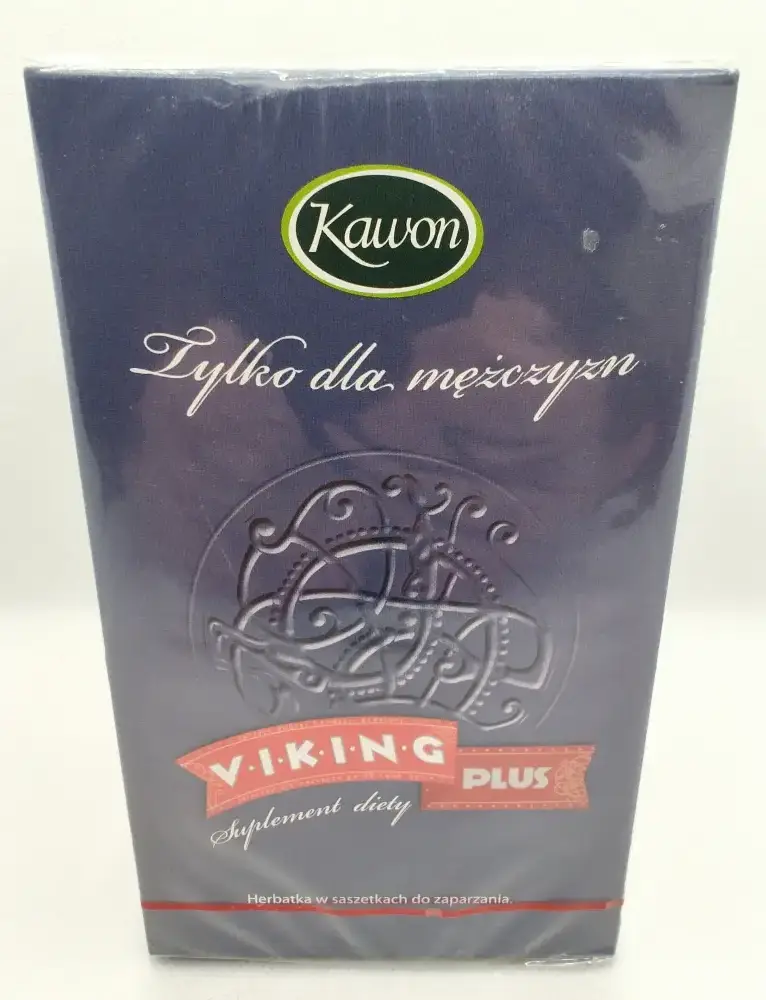 Kawon
Tylko dla mężczyzn
V·I·K·I·N·G
PLUS
Suplement diety
Herbatka w saszetkach do zaparzania.